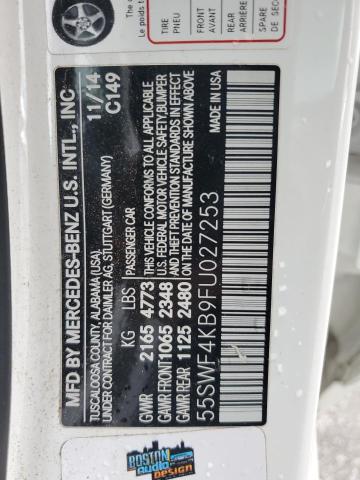 MFD BY MERCEDES-BENZ U.S. INTL., INC
TUSCALOOSA COUNTY, ALABAMA (USA).
UNDER CONTRACT FOR DAIMLER AG, STUTTGART (GERMANY)
11/14
C149
KG LBS
GVWR 2165 4773
GAWR FRONT 1065 2348
GAWR REAR 1125 2480
PASSENGER CAR
THIS VEHICLE CONFORMS TO ALL APPLICABLE
U.S. FEDERAL MOTOR VEHICLE SAFETY, BUMPER
AND THEFT PREVENTION STANDARDS IN EFFECT
ON THE DATE OF MANUFACTURE SHOWN ABOVE
55SWF4KB9FU027253
MADE IN USA
TIRE
PNEU
FRONT
AVANT
REAR
ARRIERE
SPARE
DE SECO
BOSTON
Audio
DESIGN